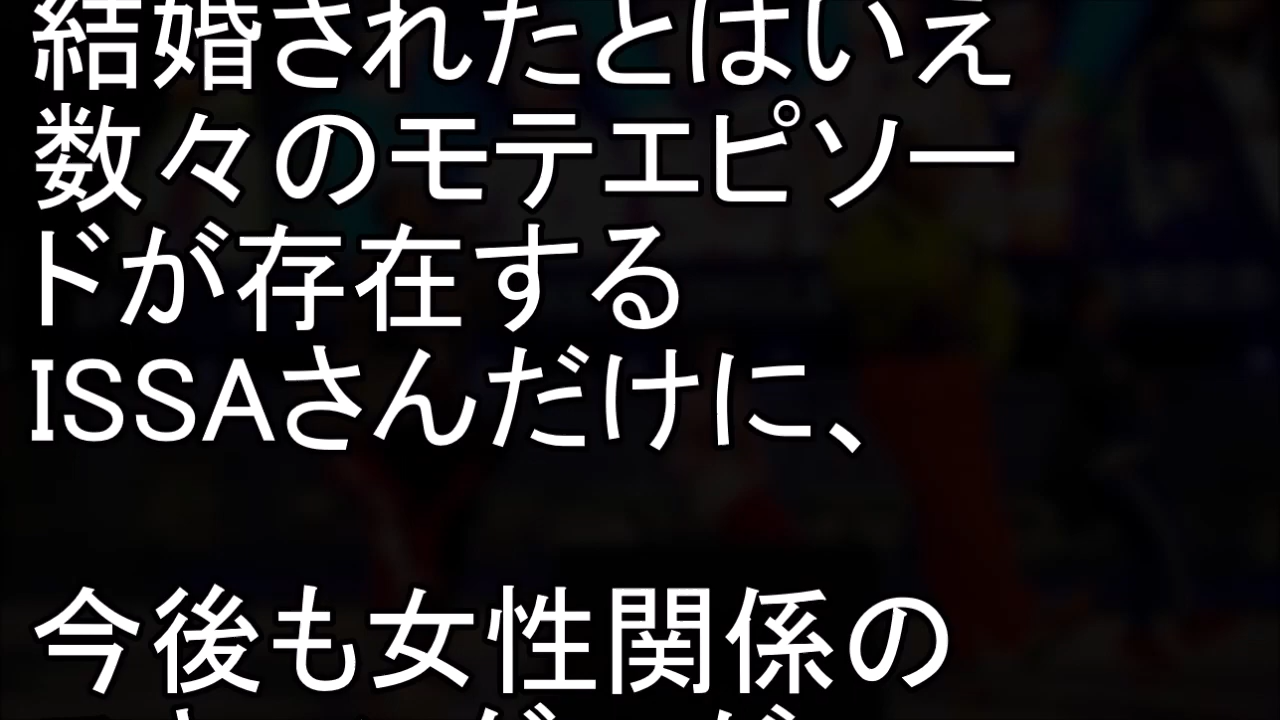 結婚されたとはいえ
数々のモテエピソー
ドが存在する
ISSAさんだけに、
今後も女性関係の